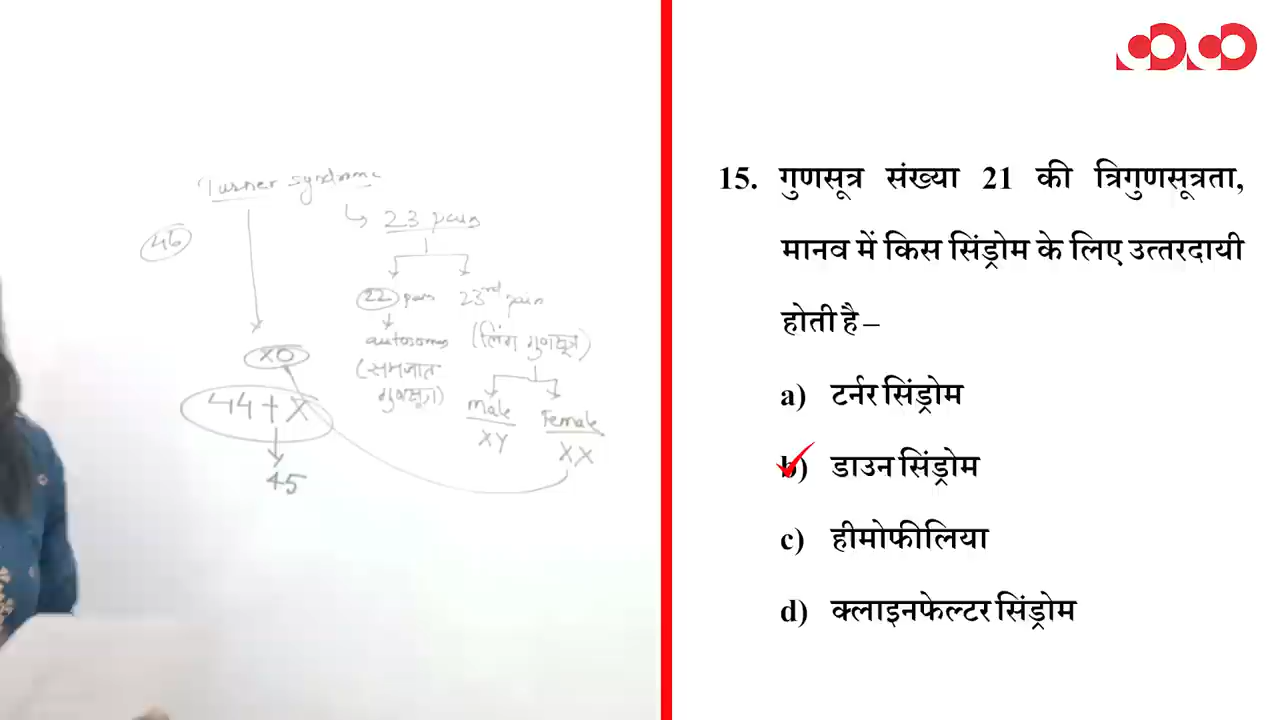 Turner syndrome
46
23 pairs
22 pairs
23rd pair
autosomes
(समजात
गुणसूत्र)
(लिंग गुणसूत्र)
Male
XY
Female
XX
XO
44 + X
45
15. गुणसूत्र संख्या 21 की त्रिगुणसूत्रता,
मानव में किस सिंड्रोम के लिए उत्तरदायी
होती है –
a) टर्नर सिंड्रोम
b) डाउन सिंड्रोम
c) हीमोफीलिया
d) क्लाइनफेल्टर सिंड्रोम